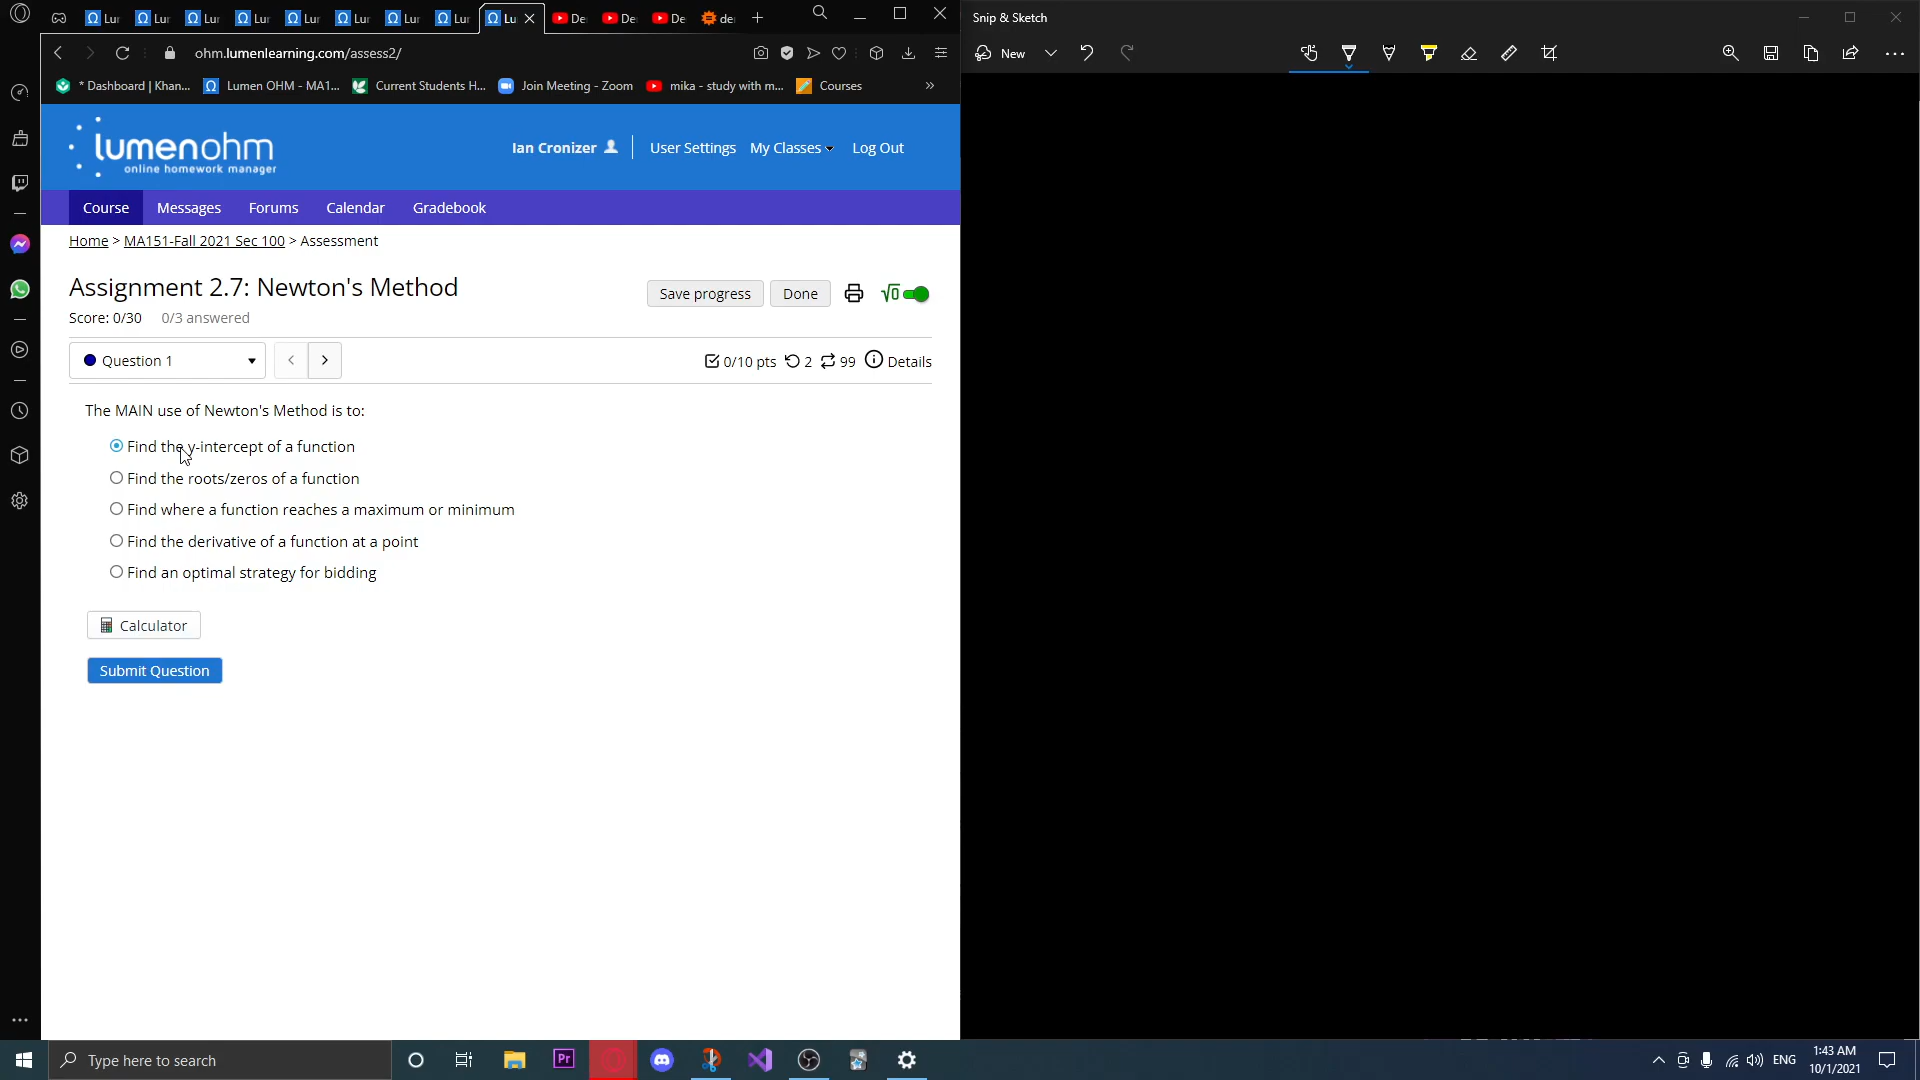 Lur
Lur
Lur
Lur
Lur
Lur
Lur
Lur
Lu
De
De
De
der
Snip & Sketch
ohm.lumenlearning.com/assess2/
New
* Dashboard | Khan...
Lumen OHM - MA1...
Current Students H...
Join Meeting - Zoom
mika - study with m...
Courses
»
lumenohm
online homework manager
Ian Cronizer
User Settings
My Classes
Log Out
Course
Messages
Forums
Calendar
Gradebook
Home > MA151-Fall 2021 Sec 100 > Assessment
Assignment 2.7: Newton's Method
Save progress
Done
√0
Score: 0/30
0/3 answered
Question 1
<
>
0/10 pts
2
99
Details
The MAIN use of Newton's Method is to:
Find the y-intercept of a function
Find the roots/zeros of a function
Find where a function reaches a maximum or minimum
Find the derivative of a function at a point
Find an optimal strategy for bidding
Calculator
Submit Question
Type here to search
Pr
ENG
1:43 AM
10/1/2021